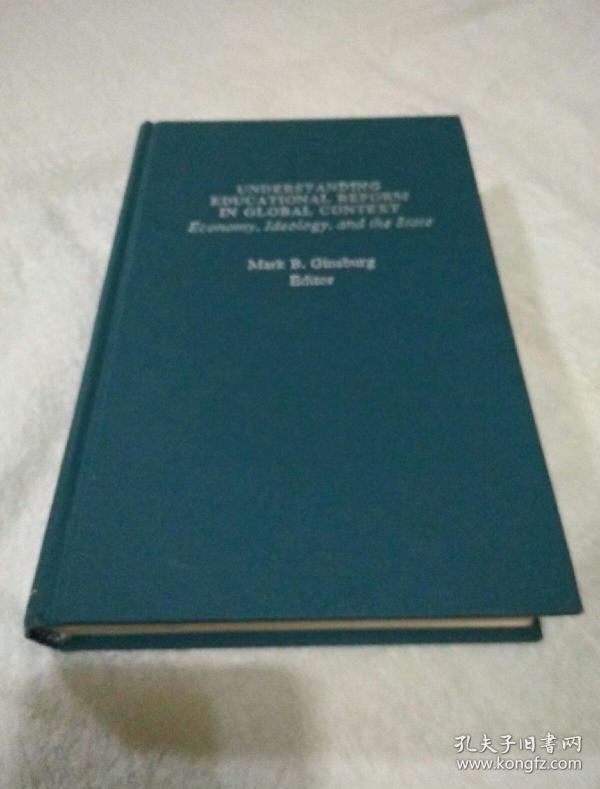 UNDERSTANDING
EDUCATIONAL REFORM
IN GLOBAL CONTEXT
Economy, Ideology, and the State
Mark B. Ginsburg
Editor
孔夫子旧書网
www.kongfz.com